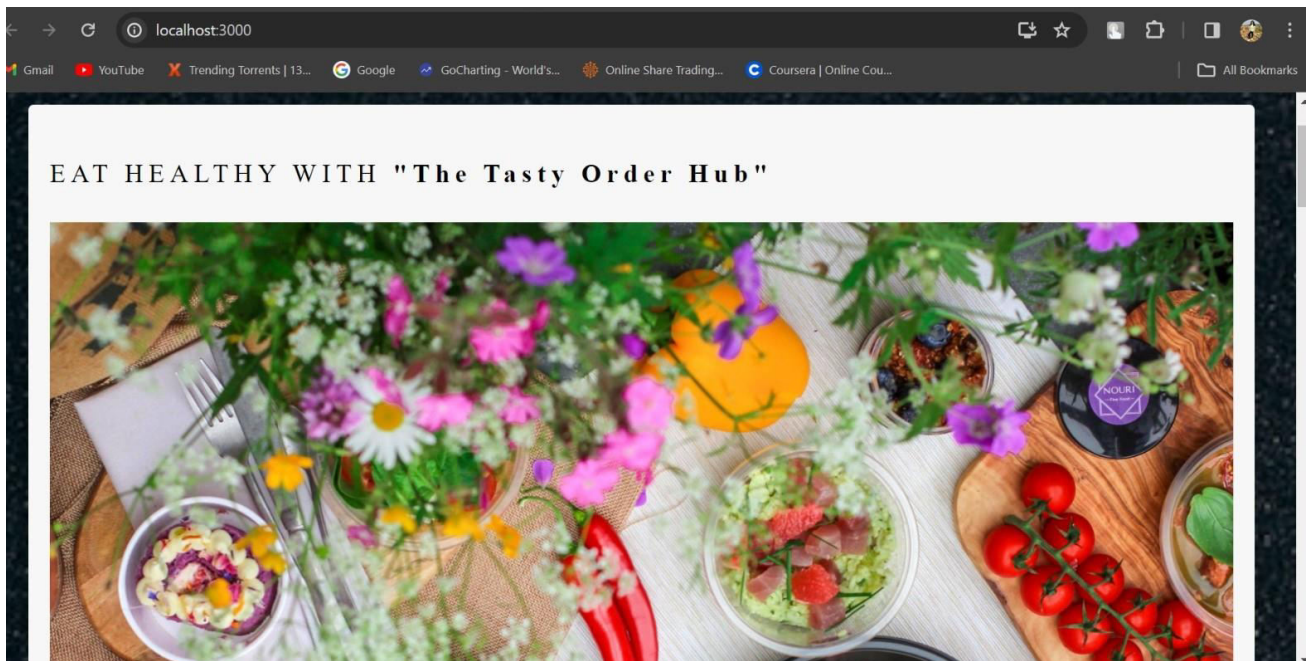 localhost:3000
Gmail YouTube Trending Torrents | 13... Google GoCharting - World's... Online Share Trading... Coursera | Online Cou... All Bookmarks
EAT HEALTHY WITH "The Tasty Order Hub"
NOURI